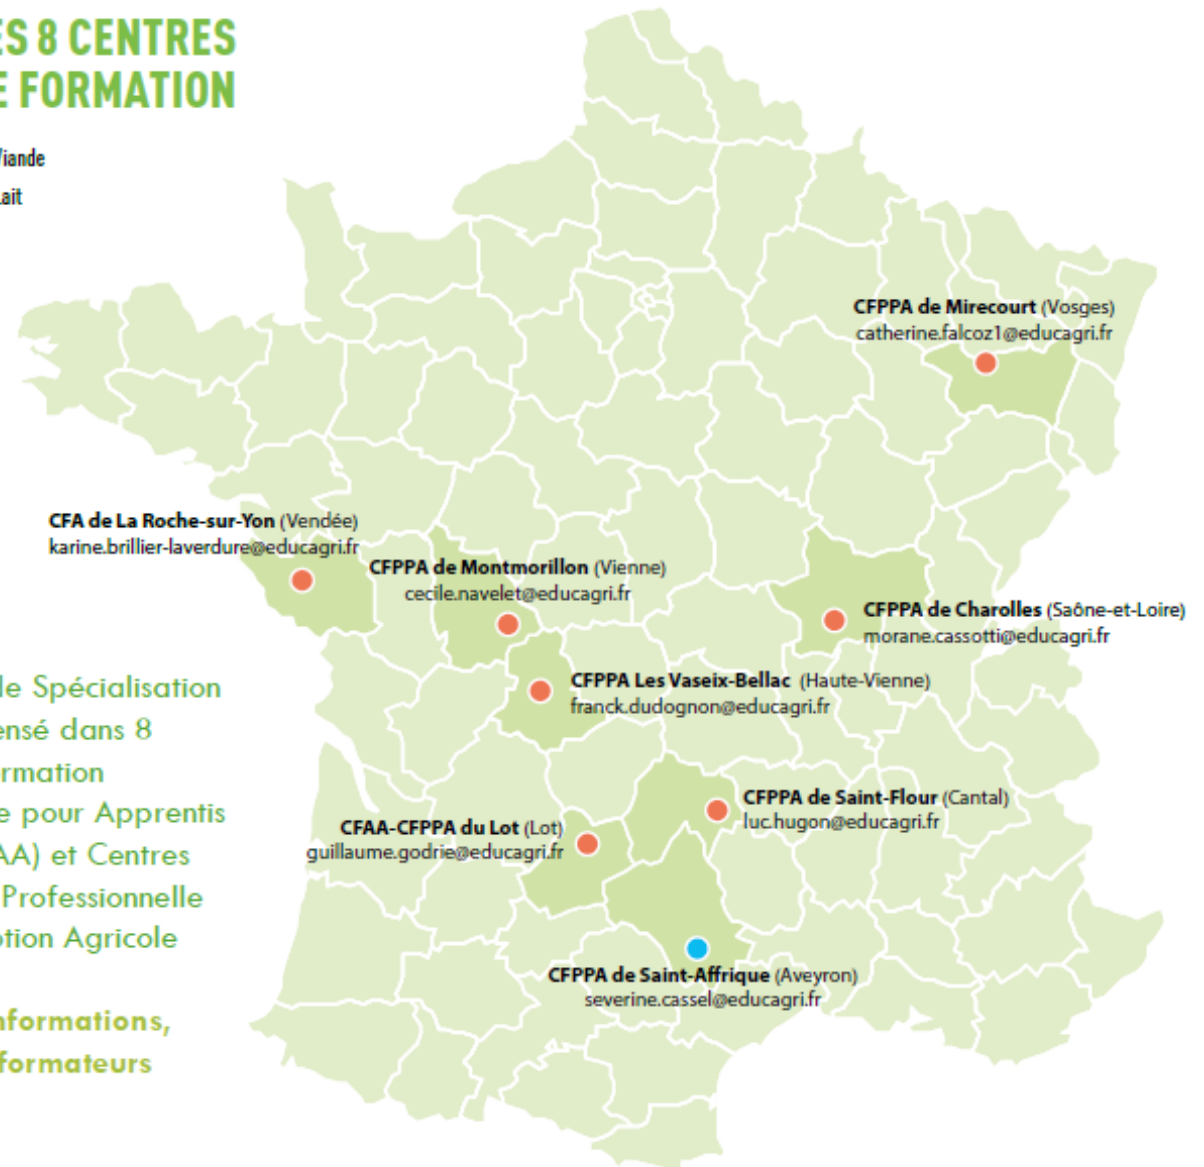 ES 8 CENTRES
E FORMATION
Viande
ait
CFPPA de Mirecourt (Vosges)
catherine.falcoz1@educagri.fr
CFA de La Roche-sur-Yon (Vendée)
karine.brillier-laverdure@educagri.fr
CFPPA de Montmorillon (Vienne)
cecile.navelet@educagri.fr
CFPPA de Charolles (Saône-et-Loire)
morane.cassotti@educagri.fr
CFPPA Les Vaseix-Bellac (Haute-Vienne)
franck.dudognon@educagri.fr
CFPPA de Saint-Flour (Cantal)
luc.hugon@educagri.fr
CFAA-CFPPA du Lot (Lot)
guillaume.godrie@educagri.fr
CFPPA de Saint-Affrique (Aveyron)
severine.cassel@educagri.fr
le Spécialisation
ensé dans 8
rmation
e pour Apprentis
AA) et Centres
Professionnelle
otion Agricole
nformations,
formateurs